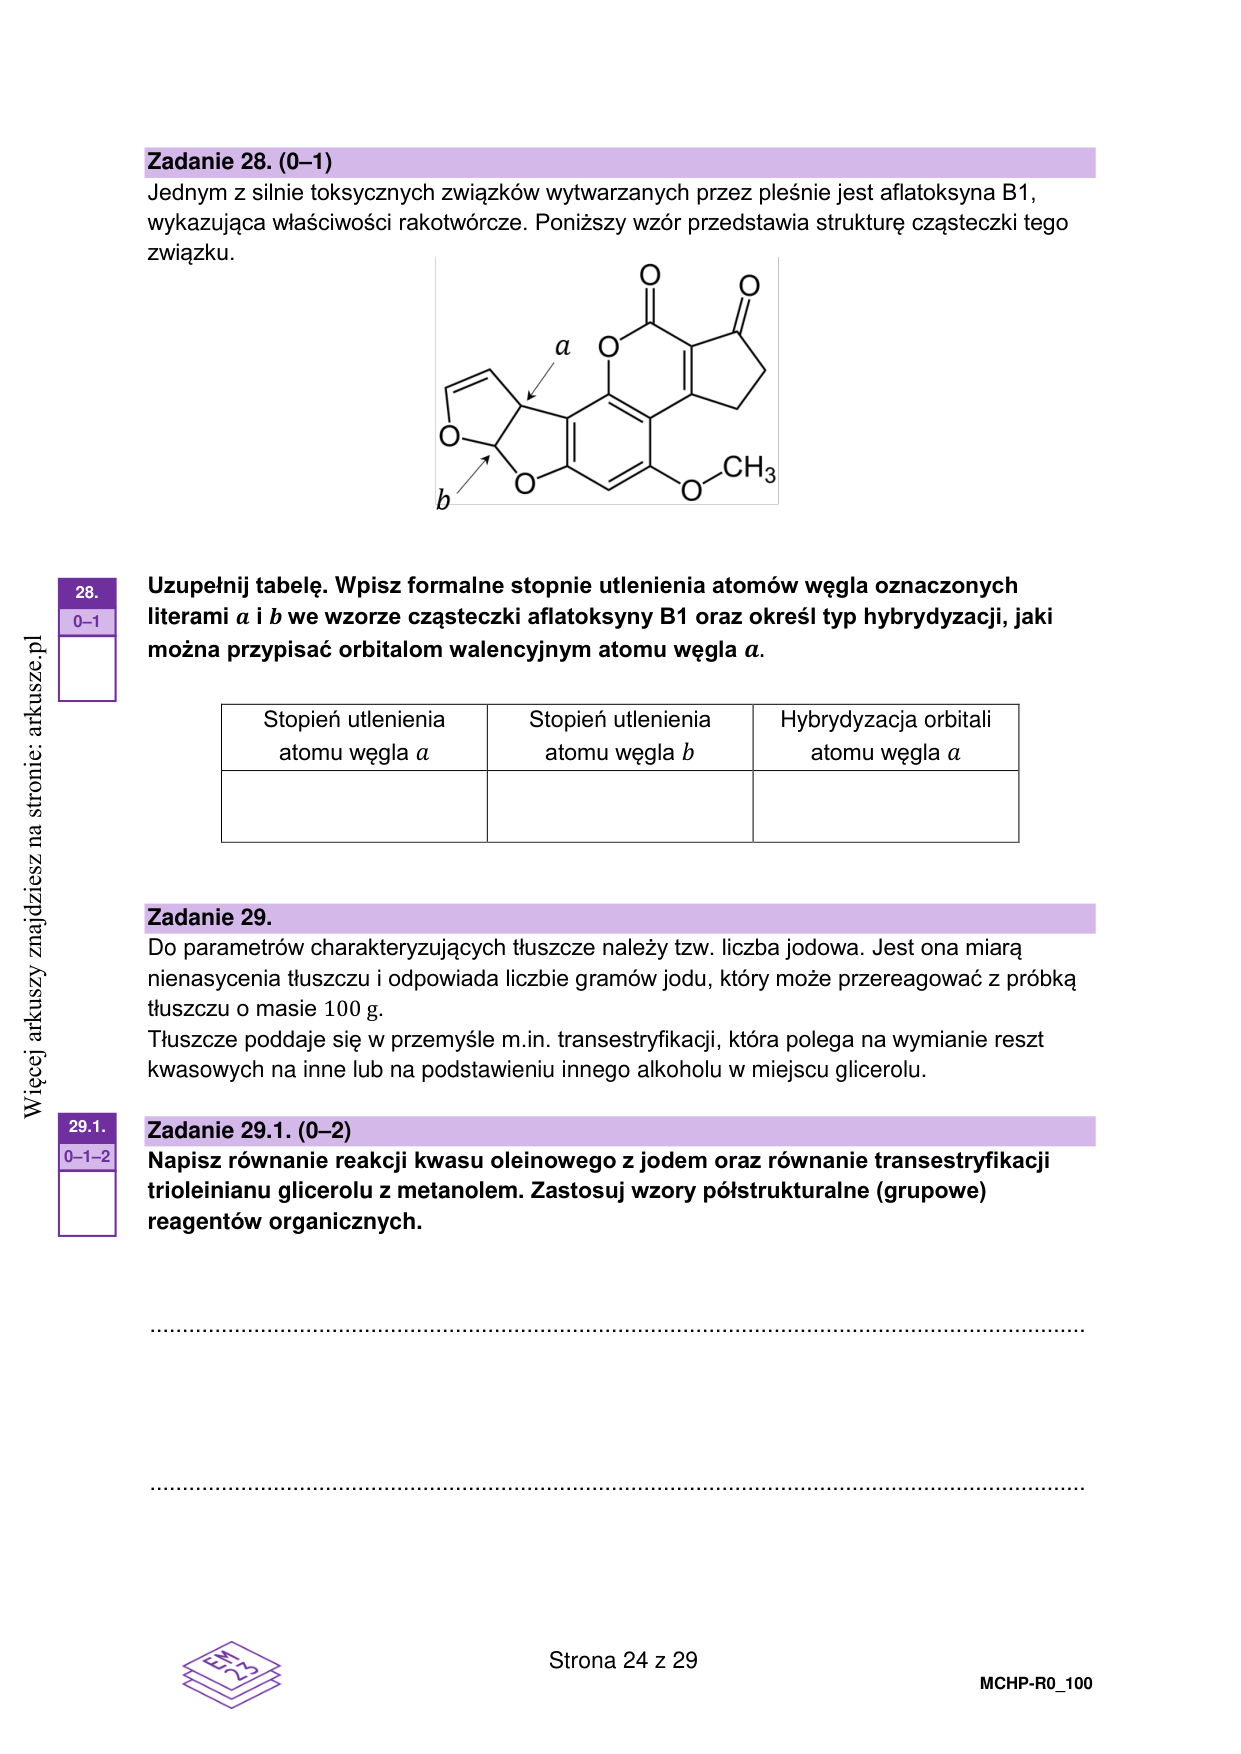 Zadanie 28. (0–1)
Jednym z silnie toksycznych związków wytwarzanych przez pleśnie jest aflatoksyna B1,
wykazująca właściwości rakotwórcze. Poniższy wzór przedstawia strukturę cząsteczki tego
związku.
O
O
a
O
O
O
b
O
CH3
28.
0–1
Uzupełnij tabelę. Wpisz formalne stopnie utlenienia atomów węgla oznaczonych
literami a i b we wzorze cząsteczki aflatoksyny B1 oraz określ typ hybrydyzacji, jaki
można przypisać orbitalom walencyjnym atomu węgla a.
Stopień utlenienia
atomu węgla a
Stopień utlenienia
atomu węgla b
Hybrydyzacja orbitali
atomu węgla a
Więcej arkuszy znajdziesz na stronie: arkusze.pl
Zadanie 29.
Do parametrów charakteryzujących tłuszcze należy tzw. liczba jodowa. Jest ona miarą
nienasycenia tłuszczu i odpowiada liczbie gramów jodu, który może przereagować z próbką
tłuszczu o masie 100 g.
Tłuszcze poddaje się w przemyśle m.in. transestryfikacji, która polega na wymianie reszt
kwasowych na inne lub na podstawieniu innego alkoholu w miejscu glicerolu.
29.1.
0–1–2
Zadanie 29.1. (0–2)
Napisz równanie reakcji kwasu oleinowego z jodem oraz równanie transestryfikacji
trioleinianu glicerolu z metanolem. Zastosuj wzory półstrukturalne (grupowe)
reagentów organicznych.
EM
23
Strona 24 z 29
MCHP-R0_100